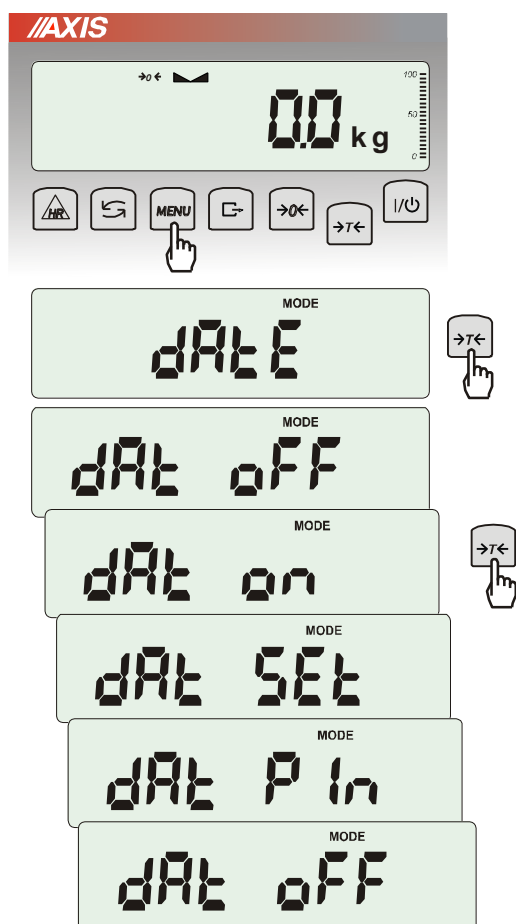 //AXIS
→0←
100
50
0
0.0 kg
HR
MENU
→0←
→T←
I/⏻
MODE
dAtE
→T←
MODE
dAt oFF
MODE
dAt on
→T←
MODE
dAt SEt
MODE
dAt PIn
MODE
dAt oFF